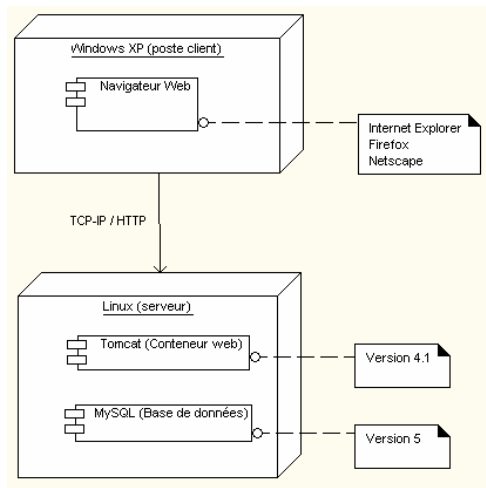 Windows XP (poste client)
Navigateur Web
Internet Explorer
Firefox
Netscape
TCP-IP / HTTP
Linux (serveur)
Tomcat (Conteneur web)
Version 4.1
MySQL (Base de données)
Version 5